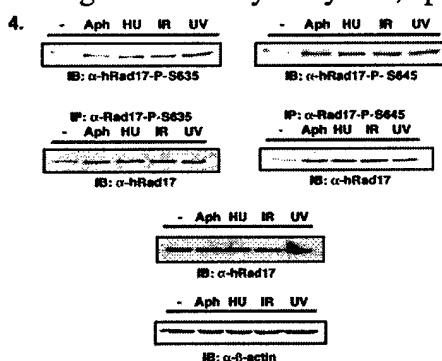 4.
- Aph HU IR UV
- Aph HU IR UV
IB: α-hRad17-P-S635
IB: α-hRad17-P- S645
IP: α-Rad17-P-S635
- Aph HU IR UV
IP: α-Rad17-P-S645
- Aph HU IR UV
IB: α-hRad17
IB: α-hRad17
- Aph HU IR UV
IB: α-hRad17
- Aph HU IR UV
IB: α-β-actin